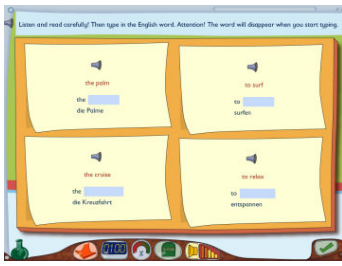 Listen and read carefully! Then type in the English word. Attention! The word will disappear when you start typing.
the palm
the
die Palme
to surf
to
surfen
the cruise
the
die Kreuzfahrt
to relax
to
entspannen